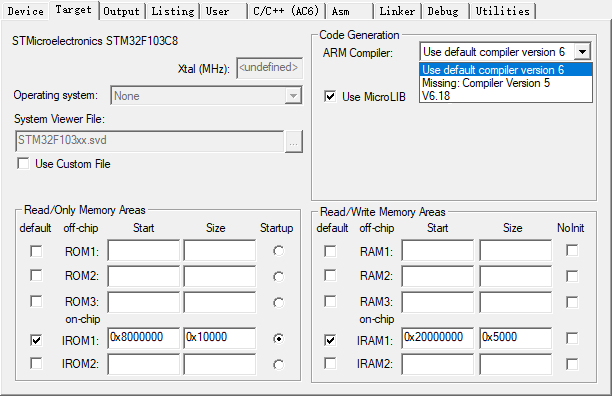 Device Target Output Listing User C/C++ (AC6) Asm Linker Debug Utilities
STMicroelectronics STM32F103C8
Xtal (MHz): <undefined>
Operating system: None
System Viewer File:
STM32F103xx.svd ...
Use Custom File
Code Generation
ARM Compiler: Use default compiler version 6
Use default compiler version 6
Missing: Compiler Version 5
V6.18
Use MicroLIB
Read/Only Memory Areas
default off-chip Start Size Startup
ROM1:
ROM2:
ROM3:
on-chip
IROM1: 0x8000000 0x10000
IROM2:
Read/Write Memory Areas
default off-chip Start Size NoInit
RAM1:
RAM2:
RAM3:
on-chip
IRAM1: 0x20000000 0x5000
IRAM2: